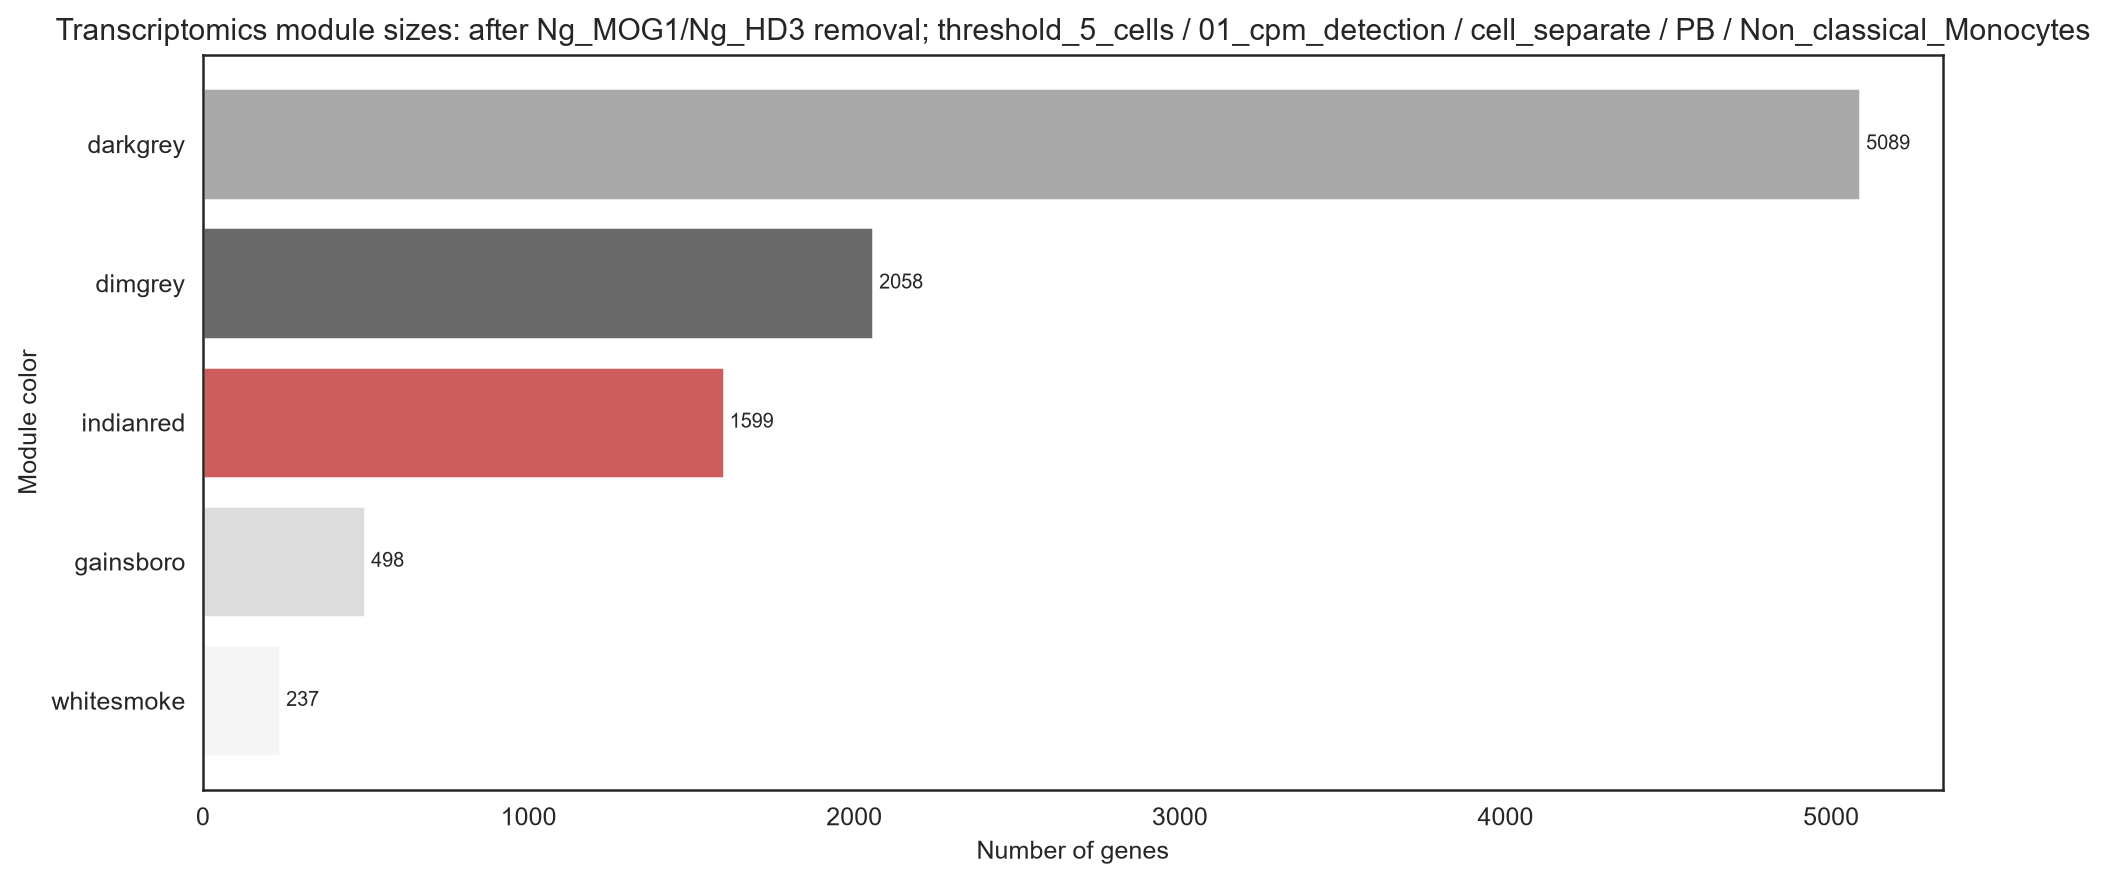 Transcriptomics module sizes: after Ng_MOG1/Ng_HD3 removal; threshold_5_cells / 01_cpm_detection / cell_separate / PB / Non_classical_Monocytes
Module color
darkgrey
5089
dimgrey
2058
indianred
1599
gainsboro
498
whitesmoke
237
0 1000 2000 3000 4000 5000
Number of genes